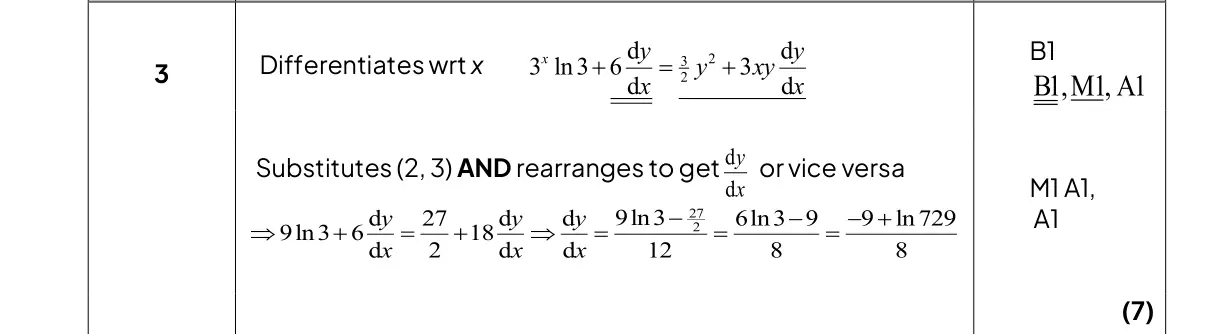 3
Differentiates wrt x 3^x ln 3 + 6 dy/dx = 3/2 y² + 3xy dy/dx
B1
B1, M1, A1
Substitutes (2, 3) AND rearranges to get dy/dx or vice versa
M1 A1,
⇒ 9 ln 3 + 6 dy/dx = 27/2 + 18 dy/dx ⇒ dy/dx = (9 ln 3 − 27/2)/12 = (6 ln 3 − 9)/8 = (−9 + ln 729)/8
A1
(7)